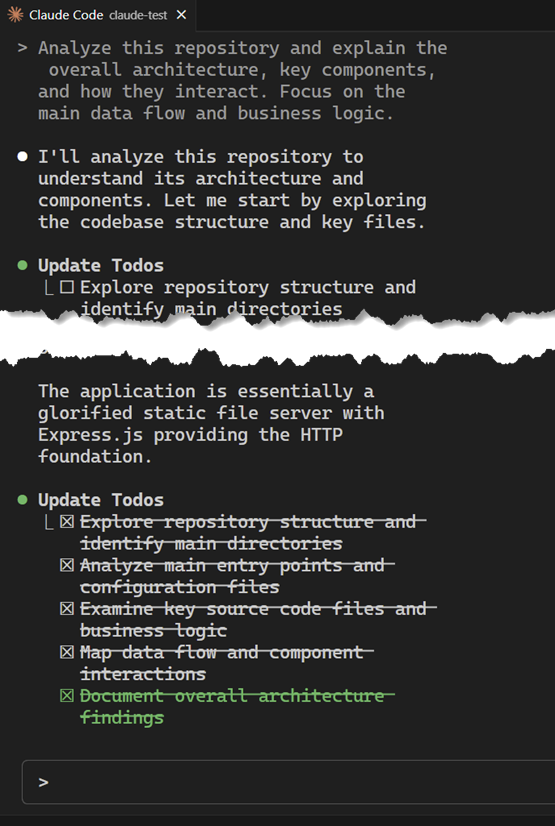 Claude Code claude-test
> Analyze this repository and explain the
overall architecture, key components,
and how they interact. Focus on the
main data flow and business logic.
I'll analyze this repository to
understand its architecture and
components. Let me start by exploring
the codebase structure and key files.
Update Todos
Explore repository structure and
identify main directories
The application is essentially a
glorified static file server with
Express.js providing the HTTP
foundation.
Update Todos
Explore repository structure and
identify main directories
Analyze main entry points and
configuration files
Examine key source code files and
business logic
Map data flow and component
interactions
Document overall architecture
findings
>